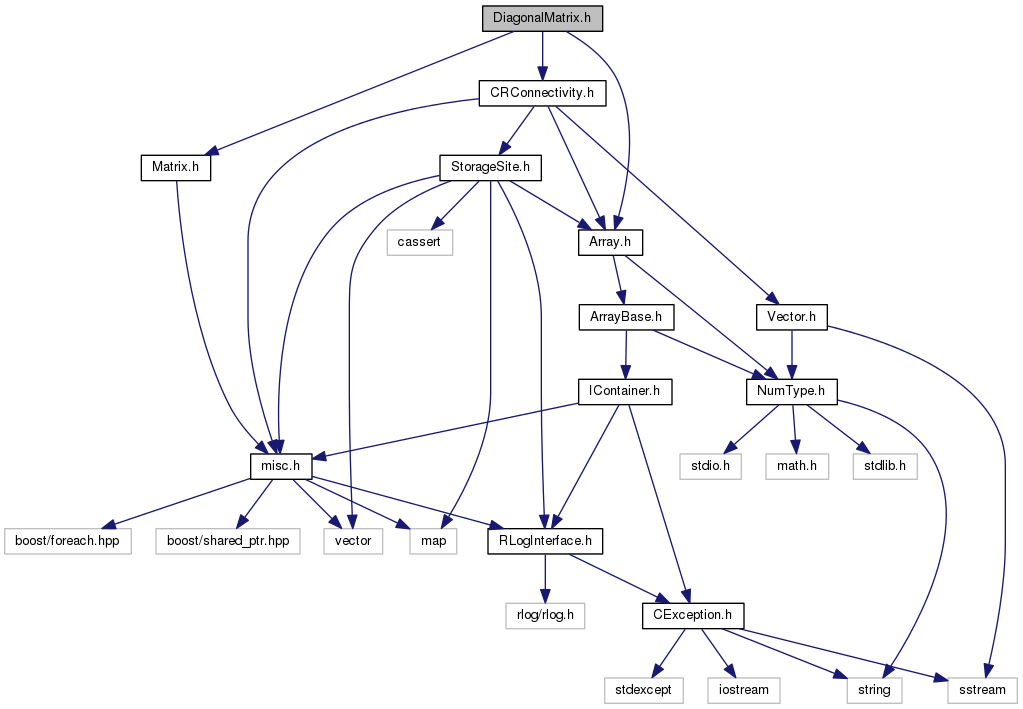 DiagonalMatrix.h
CRConnectivity.h
Matrix.h
StorageSite.h
cassert
Array.h
ArrayBase.h
Vector.h
IContainer.h
NumType.h
misc.h
stdio.h
math.h
stdlib.h
boost/foreach.hpp
boost/shared_ptr.hpp
vector
map
RLogInterface.h
rlog/rlog.h
CException.h
stdexcept
iostream
string
sstream